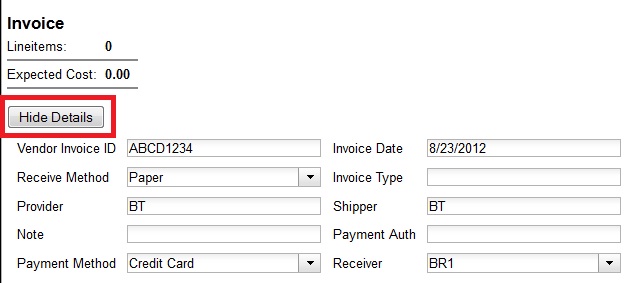 Invoice
Lineitems: 0
Expected Cost: 0.00
Hide Details
Vendor Invoice ID ABCD1234 Invoice Date 8/23/2012
Receive Method Paper Invoice Type
Provider BT Shipper BT
Note Payment Auth
Payment Method Credit Card Receiver BR1